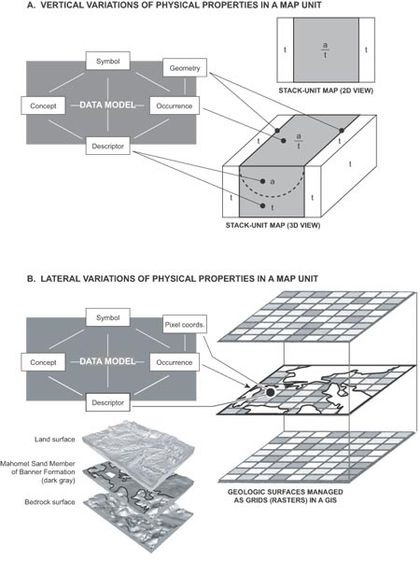 A. VERTICAL VARIATIONS OF PHYSICAL PROPERTIES IN A MAP UNIT
Symbol
Geometry
Concept
DATA MODEL
Occurrence
Descriptor
t
a
t
t
STACK-UNIT MAP (2D VIEW)
t
a
t
t
a
t
t
STACK-UNIT MAP (3D VIEW)
B. LATERAL VARIATIONS OF PHYSICAL PROPERTIES IN A MAP UNIT
Symbol
Pixel coords.
Concept
DATA MODEL
Occurrence
Descriptor
Land surface
Mahomet Sand Member
of Banner Formation
(dark gray)
Bedrock surface
GEOLOGIC SURFACES MANAGED
AS GRIDS (RASTERS) IN A GIS